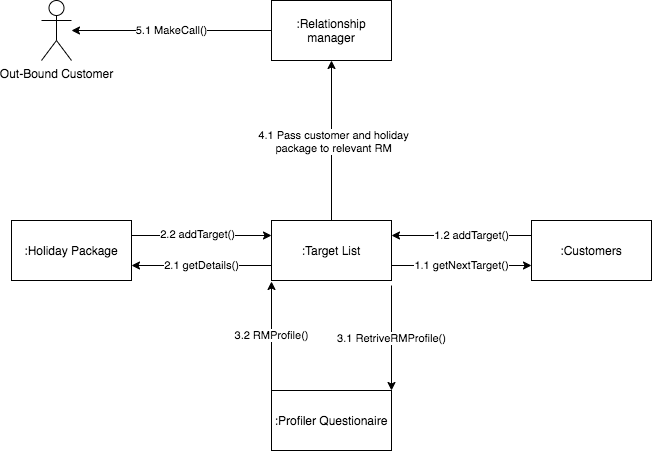 :Relationship
manager
5.1 MakeCall()
Out-Bound Customer
4.1 Pass customer and holiday
package to relevant RM
:Holiday Package
2.2 addTarget()
2.1 getDetails()
:Target List
1.2 addTarget()
1.1 getNextTarget()
:Customers
3.2 RMProfile()
3.1 RetriveRMProfile()
:Profiler Questionaire